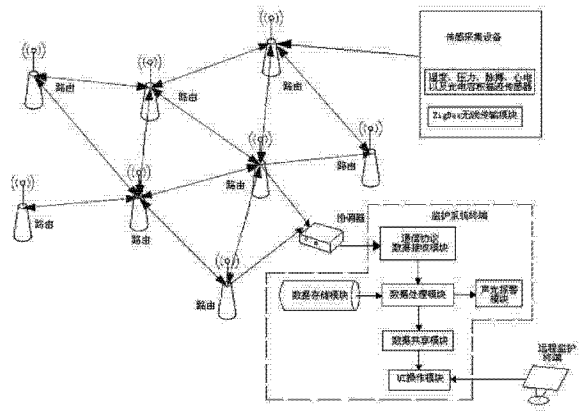 传感采集设备
温度、压力、脉搏、心电
以及光电容积描迹传感器
ZigBee无线传输模块
路由
路由
路由
路由
路由
路由
路由
路由
协调器
监护系统终端
通信协议
数据接收模块
数据存储模块
数据处理模块
声光报警
模块
数据共享模块
UI操作模块
远程监护
终端